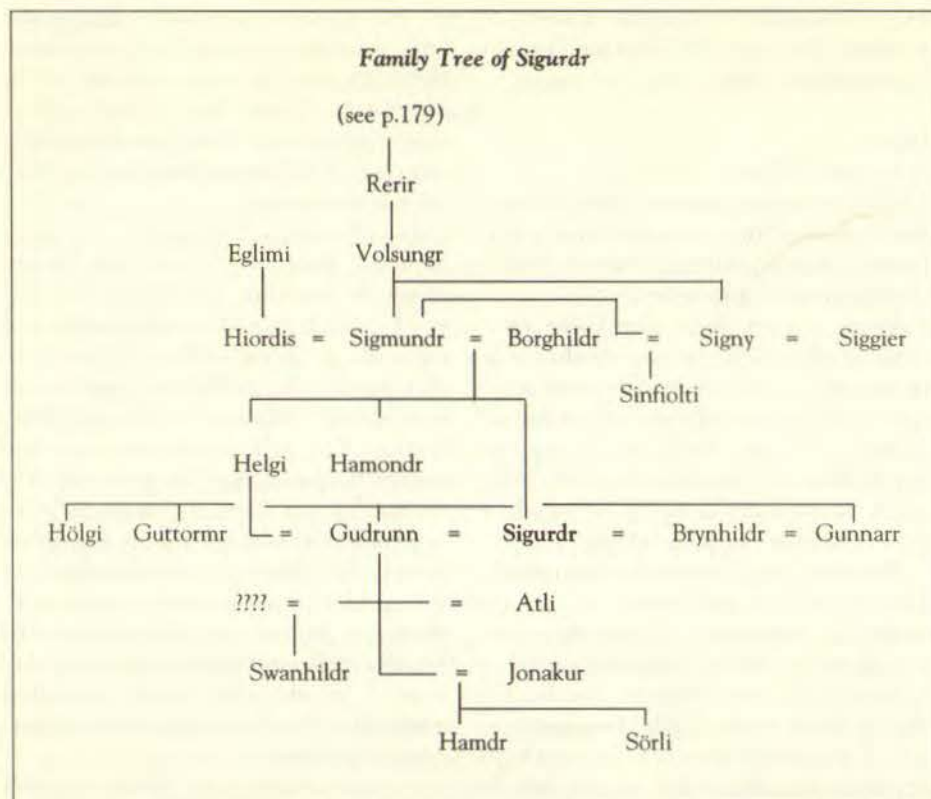 Family Tree of Sigurdr
(see p.179)
Rerir
Eglimi Volsungr
Hiordis = Sigmundr = Borghildr = Signy = Siggier
Sinfiolti
Helgi Hamondr
Hölgi Guttormr = Gudrunn = Sigurdr = Brynhildr = Gunnarr
???? = = Atli
Swanhildr = Jonakur
Hamdr Sörli